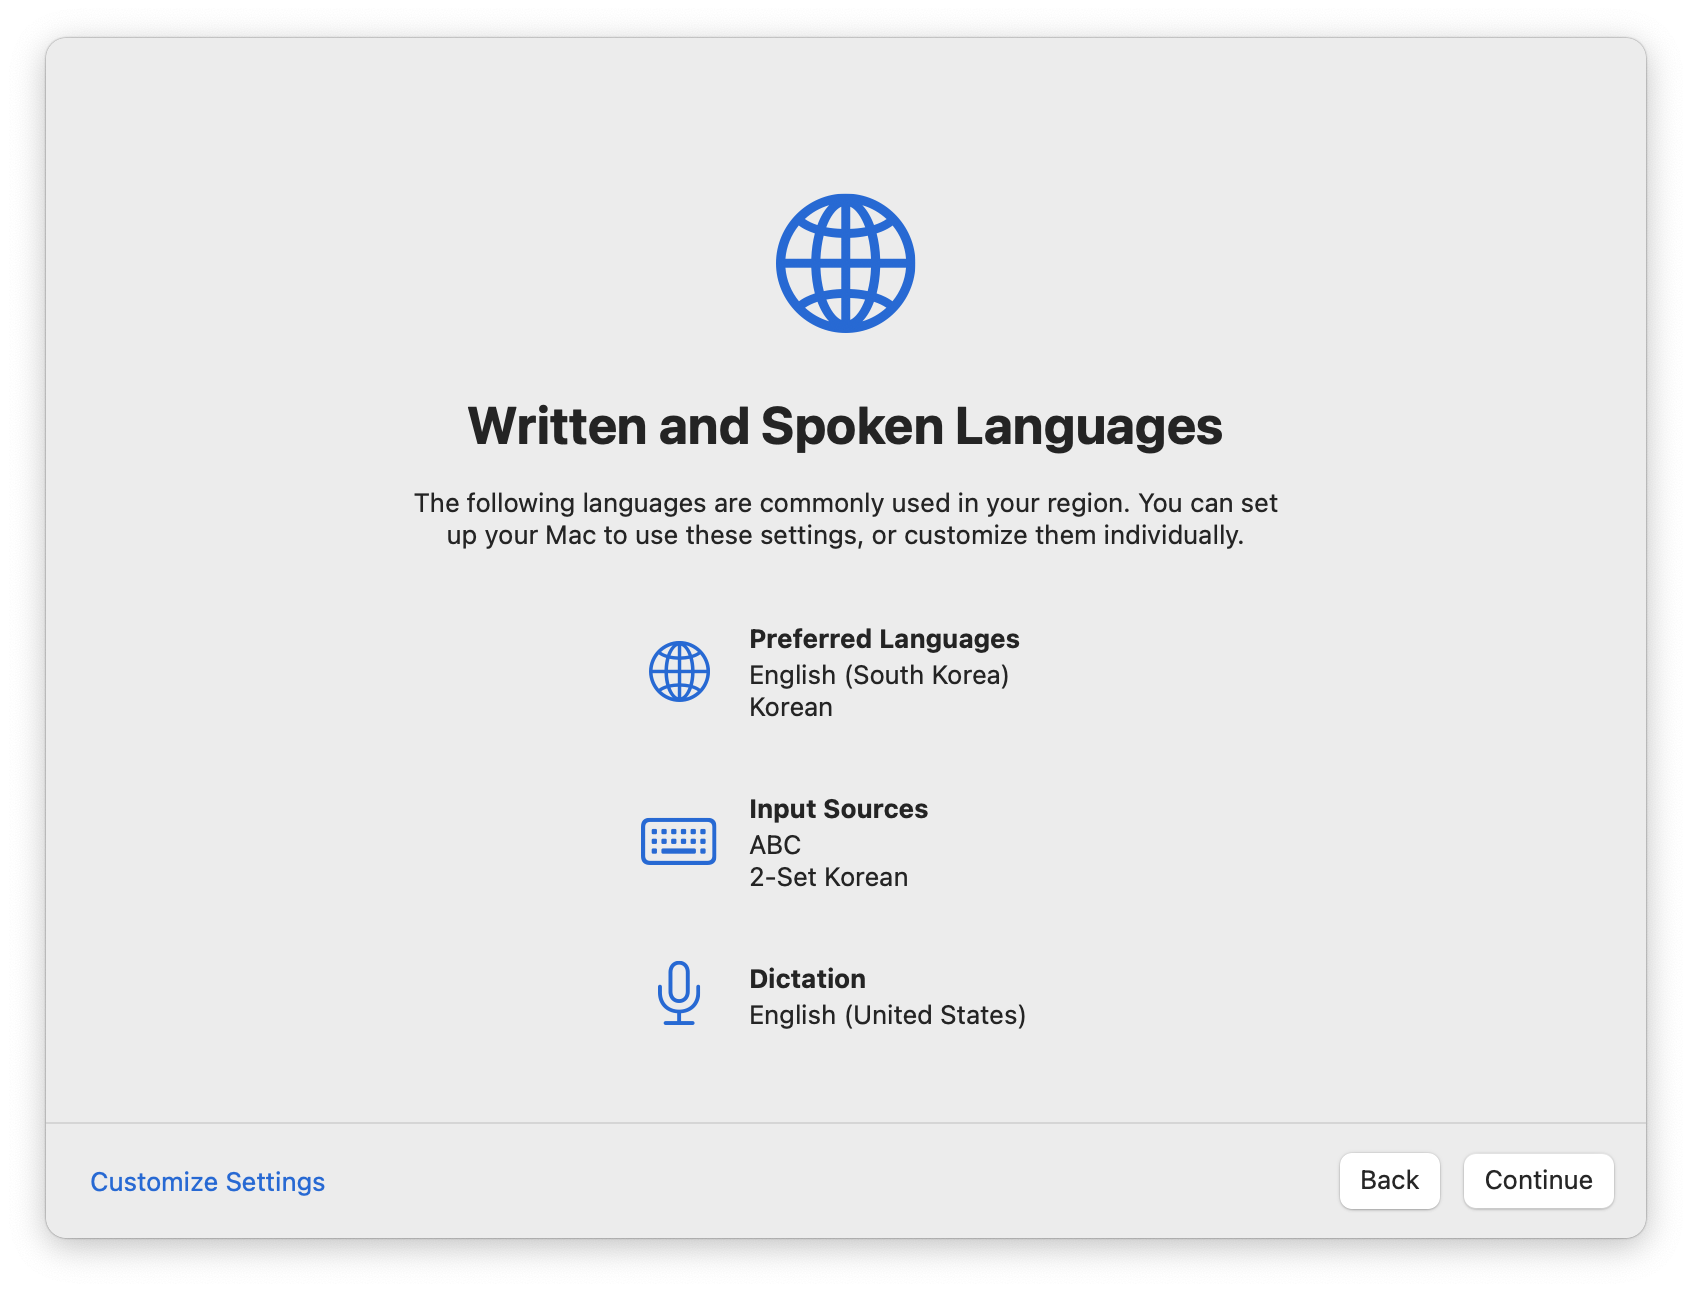 Written and Spoken Languages
The following languages are commonly used in your region. You can set
up your Mac to use these settings, or customize them individually.
Preferred Languages
English (South Korea)
Korean
Input Sources
ABC
2-Set Korean
Dictation
English (United States)
Customize Settings
Back
Continue